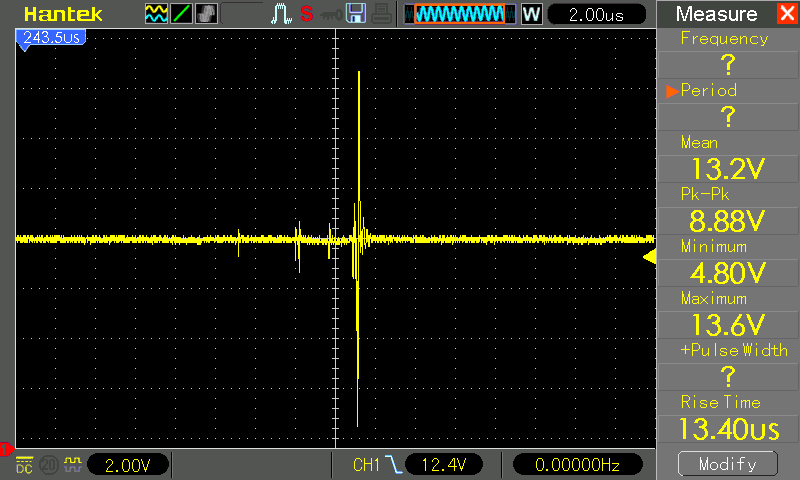 Hantek S W 2.00us Measure
243.5us
Frequency
?
Period
?
Mean
13.2V
Pk-Pk
8.88V
Minimum
4.80V
Maximum
13.6V
+Pulse Width
?
Rise Time
13.40us
DC 20 2.00V CH1 12.4V 0.00000Hz Modify